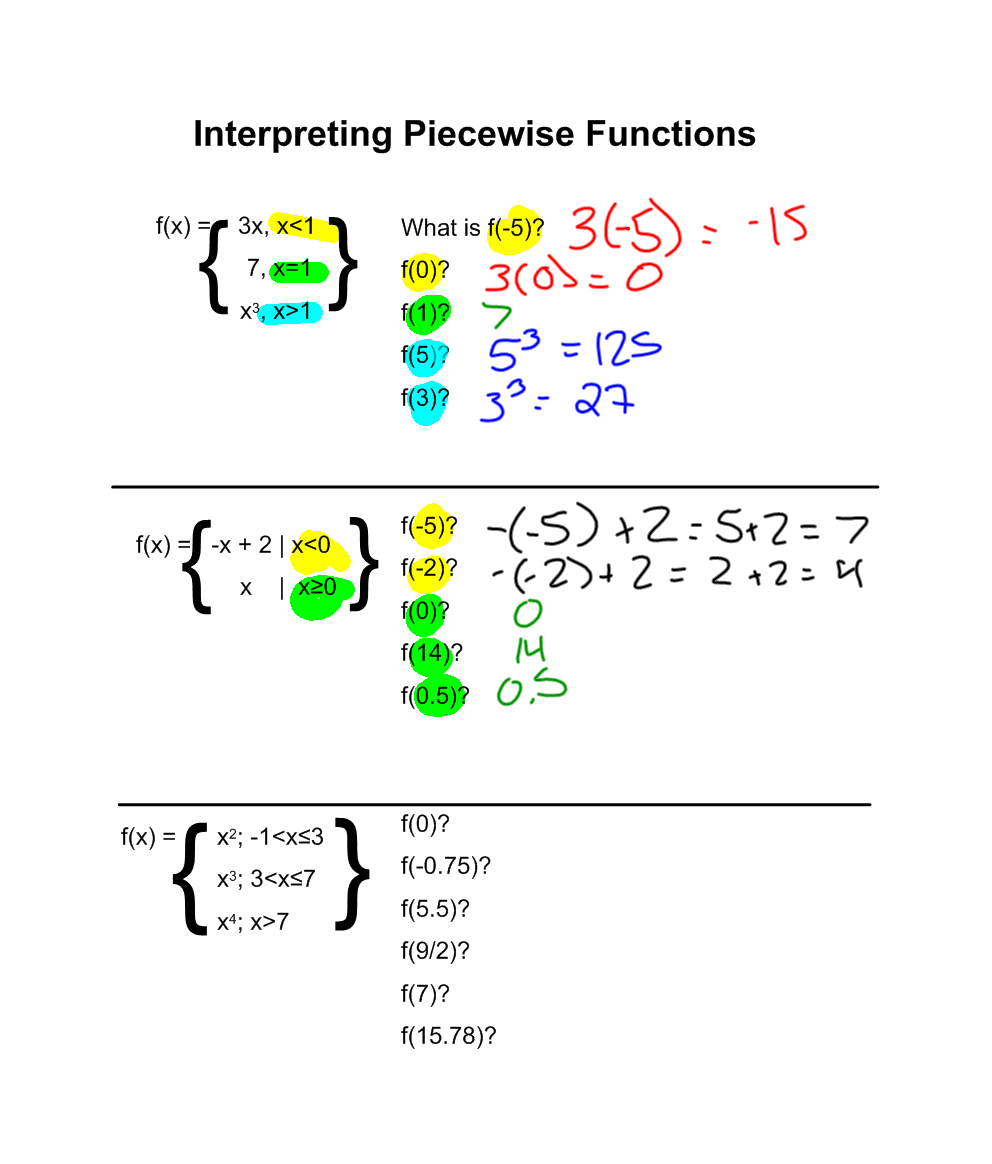 Interpreting Piecewise Functions
f(x) = { 3x, x<1 }
7, x=1
x³, x>1
What is f(-5)? 3(-5) = -15
f(0)? 3(0) = 0
f(1)? 7
f(5)? 5³ = 125
f(3)? 3³ = 27
f(x) = { -x + 2 | x<0 }
x | x≥0
f(-5)? -(-5) + 2 = 5+2 = 7
f(-2)? -(-2) + 2 = 2 + 2 = 4
f(0)? 0
f(14)? 14
f(0.5)? 0.5
f(x) = { x²; -1<x≤3 }
x³; 3<x≤7
x⁴; x>7
f(0)?
f(-0.75)?
f(5.5)?
f(9/2)?
f(7)?
f(15.78)?